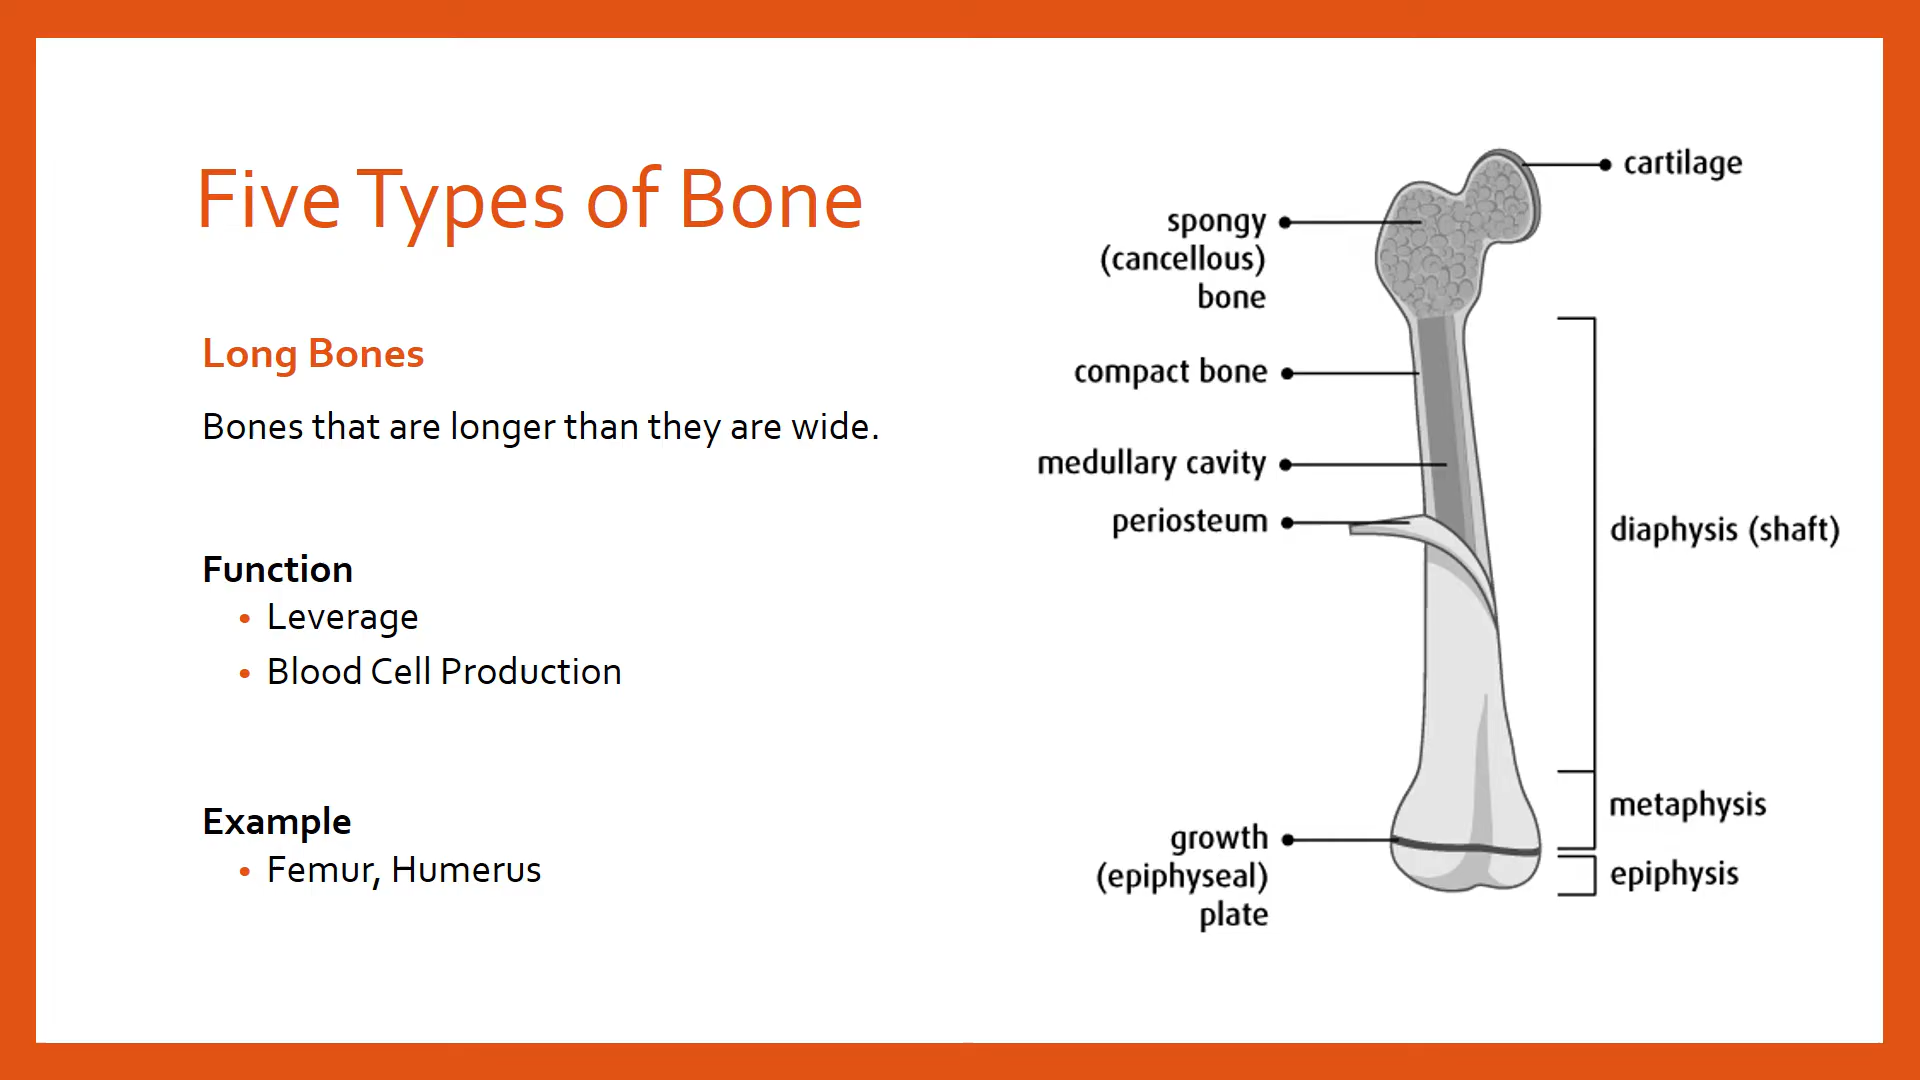 Five Types of Bone
Long Bones
Bones that are longer than they are wide.
Function
• Leverage
• Blood Cell Production
Example
• Femur, Humerus
cartilage
spongy
(cancellous)
bone
compact bone
medullary cavity
periosteum
diaphysis (shaft)
metaphysis
growth
(epiphyseal)
plate
epiphysis